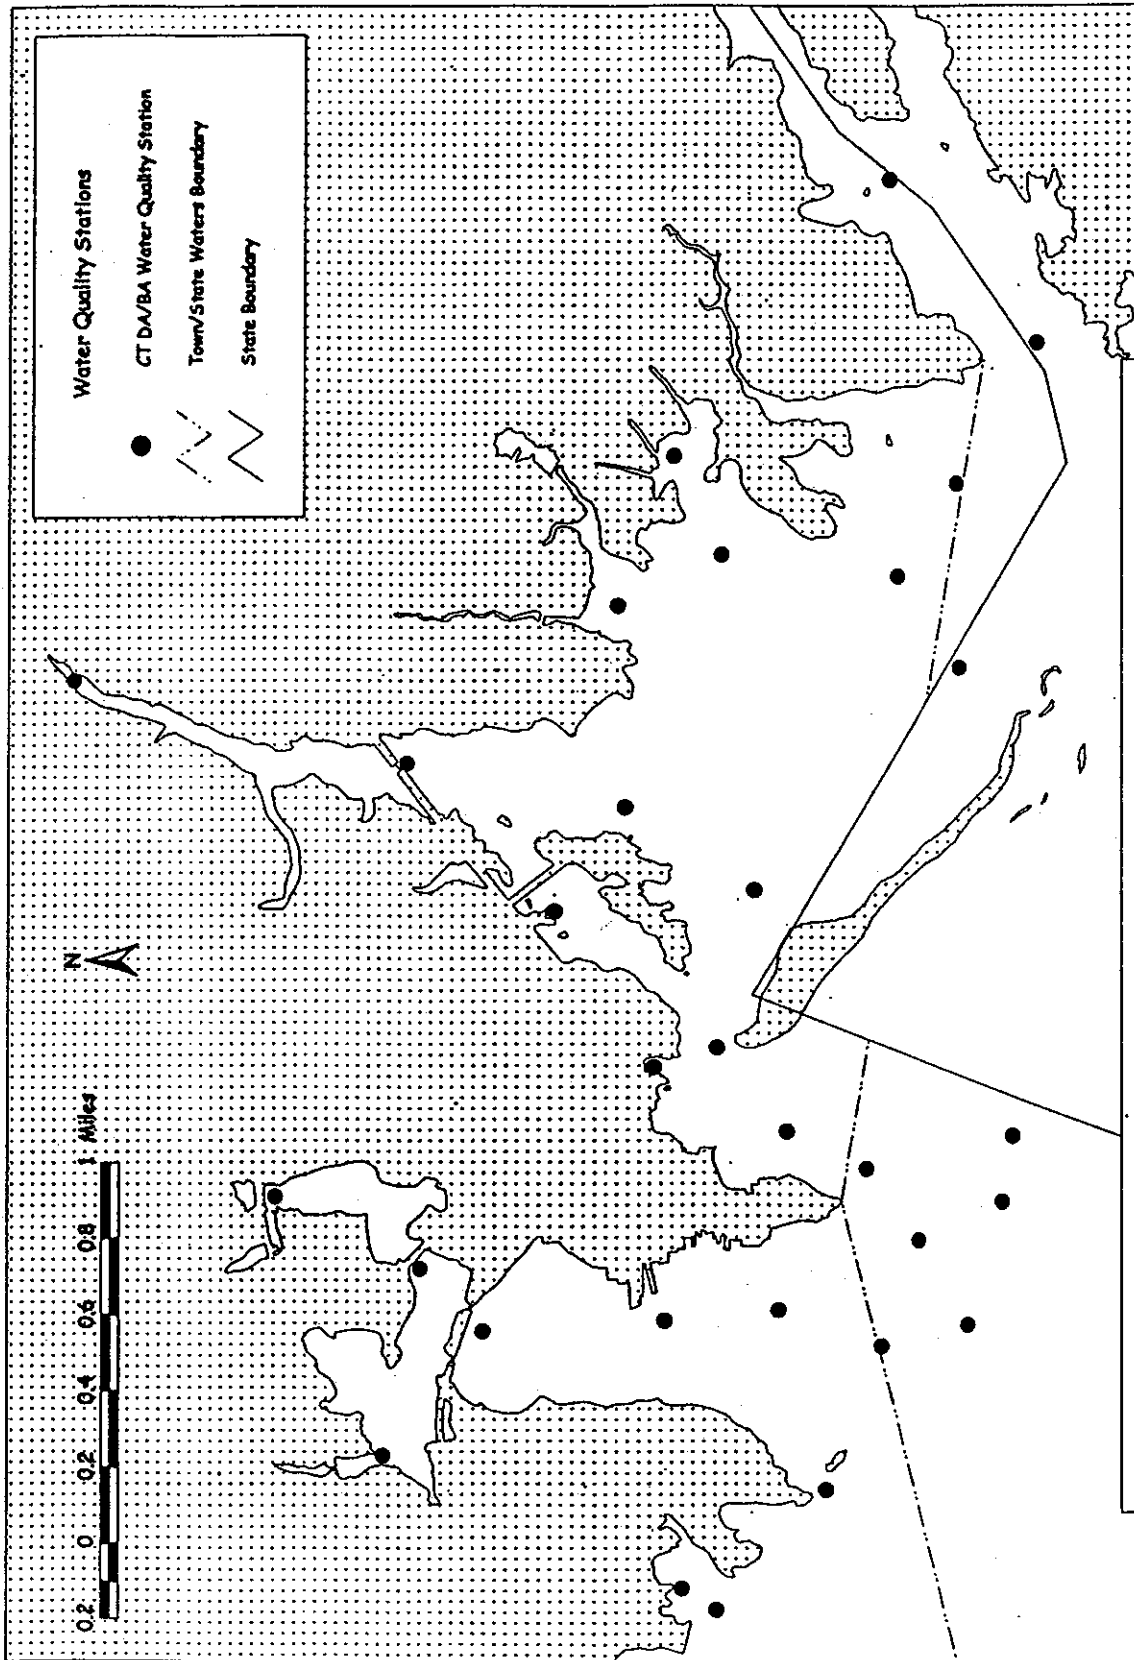 Water Quality Stations
CT DA/BA Water Quality Station
Town/State Waters Boundary
State Boundary
N
0.2 0 0.2 0.4 0.6 0.8 1 Miles